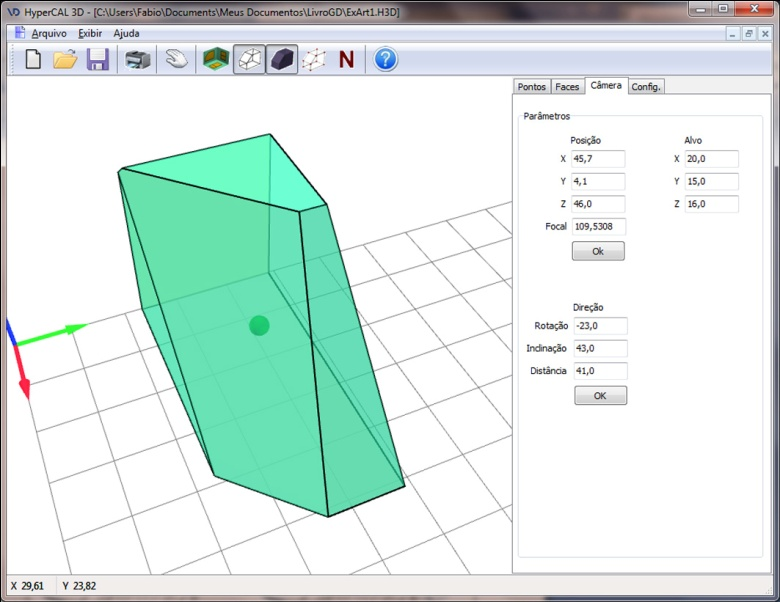 HyperCAL 3D - [C:\Users\Fabio\Documents\Meus Documentos\LivroGD\ExArt1.H3D]
Arquivo Exibir Ajuda
N ?
Pontos Faces Câmera Config.
Parâmetros
Posição Alvo
X 45,7 X 20,0
Y 4,1 Y 15,0
Z 46,0 Z 16,0
Focal 109,5308
Ok
Direção
Rotação -23,0
Inclinação 43,0
Distância 41,0
OK
X 29,61 Y 23,82